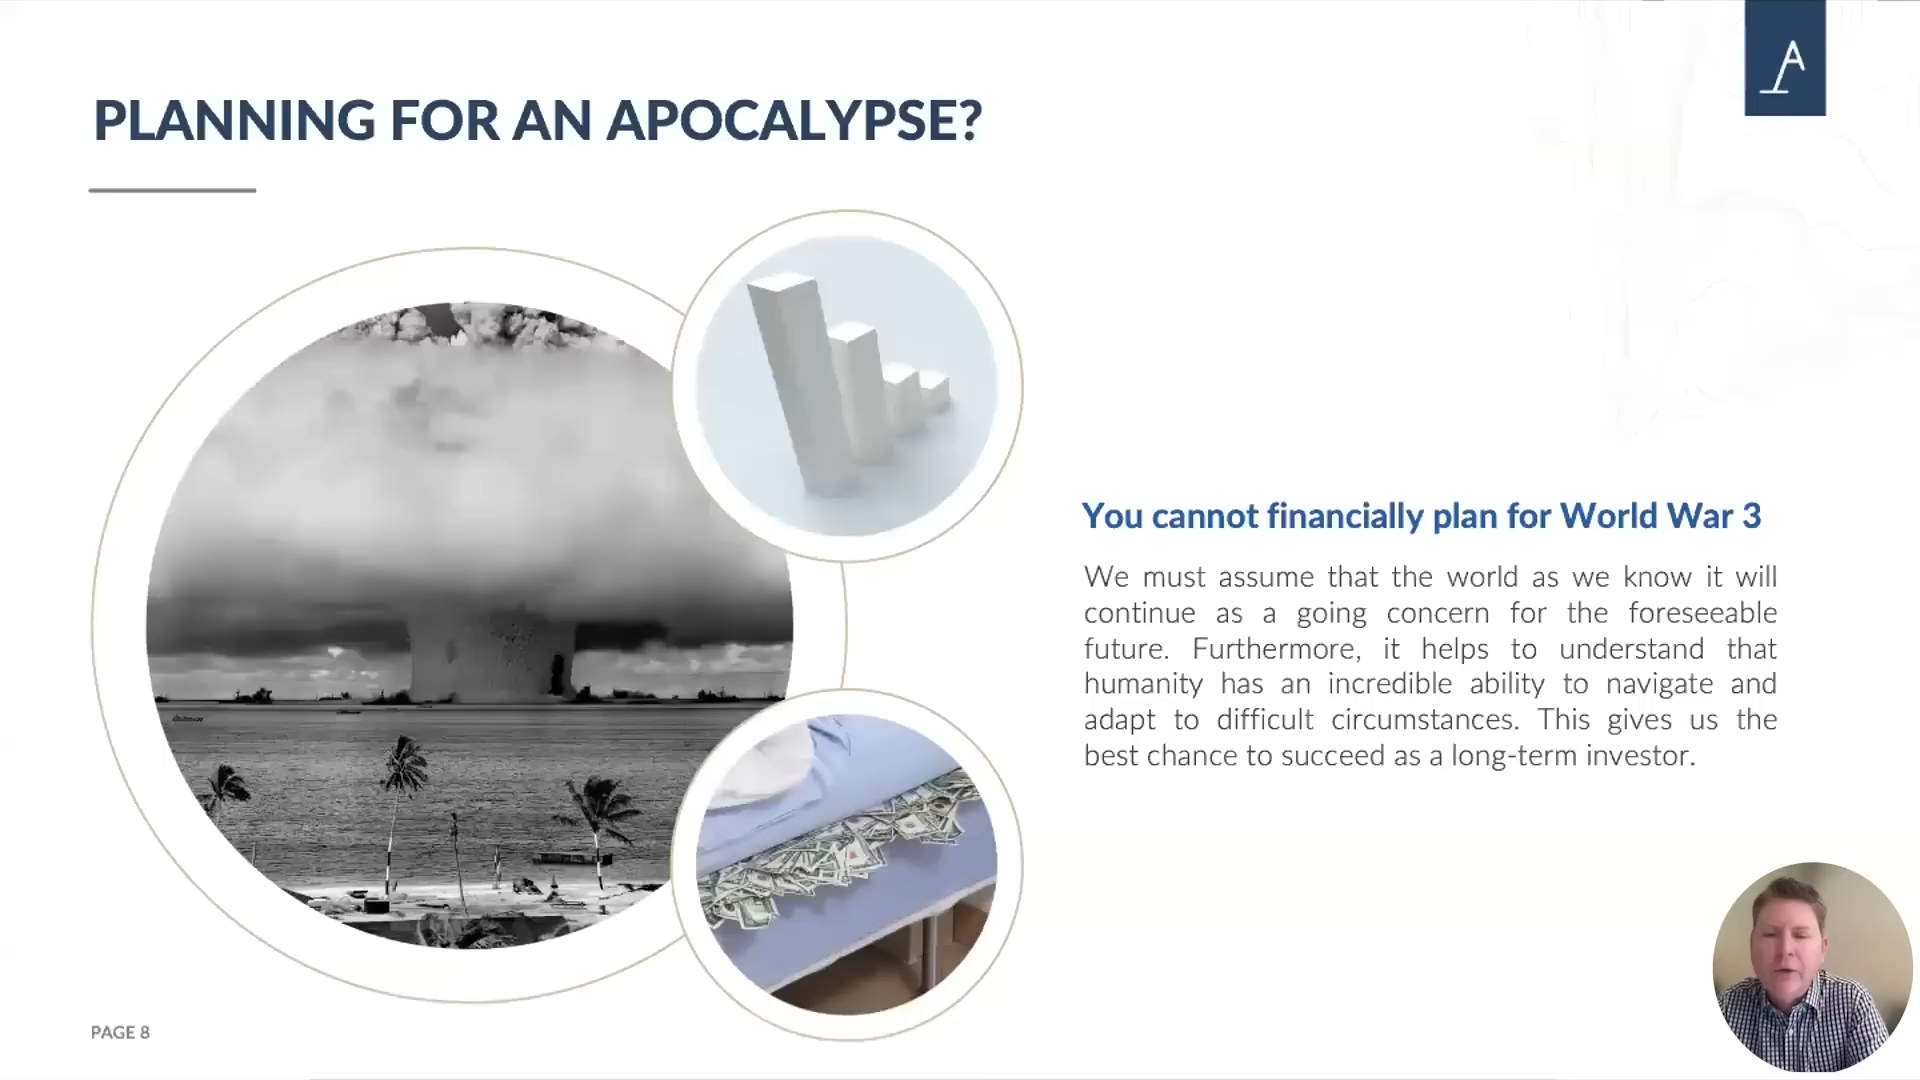 PLANNING FOR AN APOCALYPSE?
You cannot financially plan for World War 3
We must assume that the world as we know it will
continue as a going concern for the foreseeable
future. Furthermore, it helps to understand that
humanity has an incredible ability to navigate and
adapt to difficult circumstances. This gives us the
best chance to succeed as a long-term investor.
PAGE 8